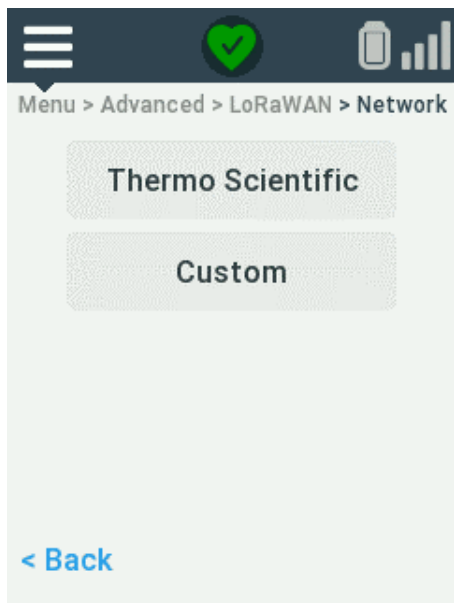 Menu > Advanced > LoRaWAN > Network
Thermo Scientific
Custom
< Back